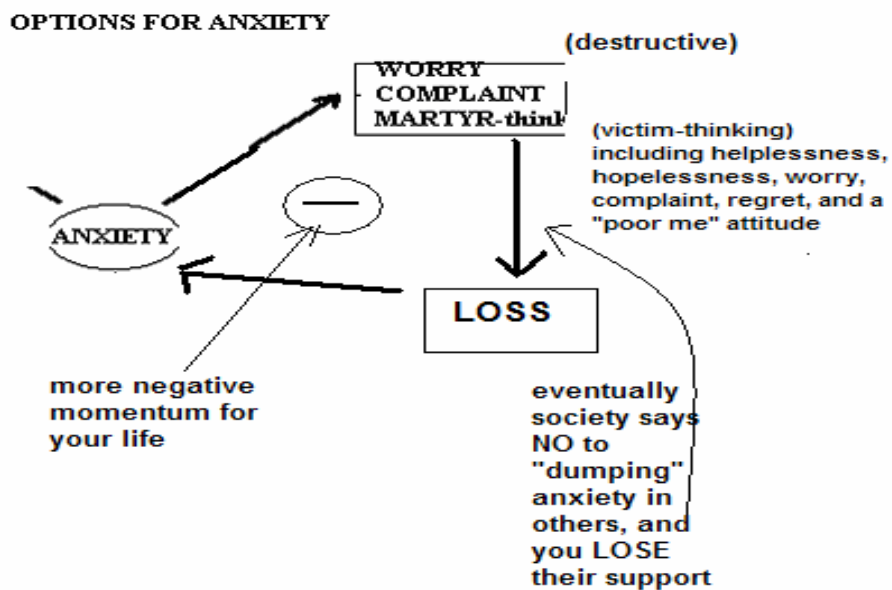 OPTIONS FOR ANXIETY
(destructive)
WORRY
COMPLAINT
MARTYR-think
(victim-thinking)
including helplessness,
hopelessness, worry,
complaint, regret, and a
"poor me" attitude
ANXIETY
LOSS
more negative
momentum for
your life
eventually
society says
NO to
"dumping"
anxiety in
others, and
you LOSE
their support